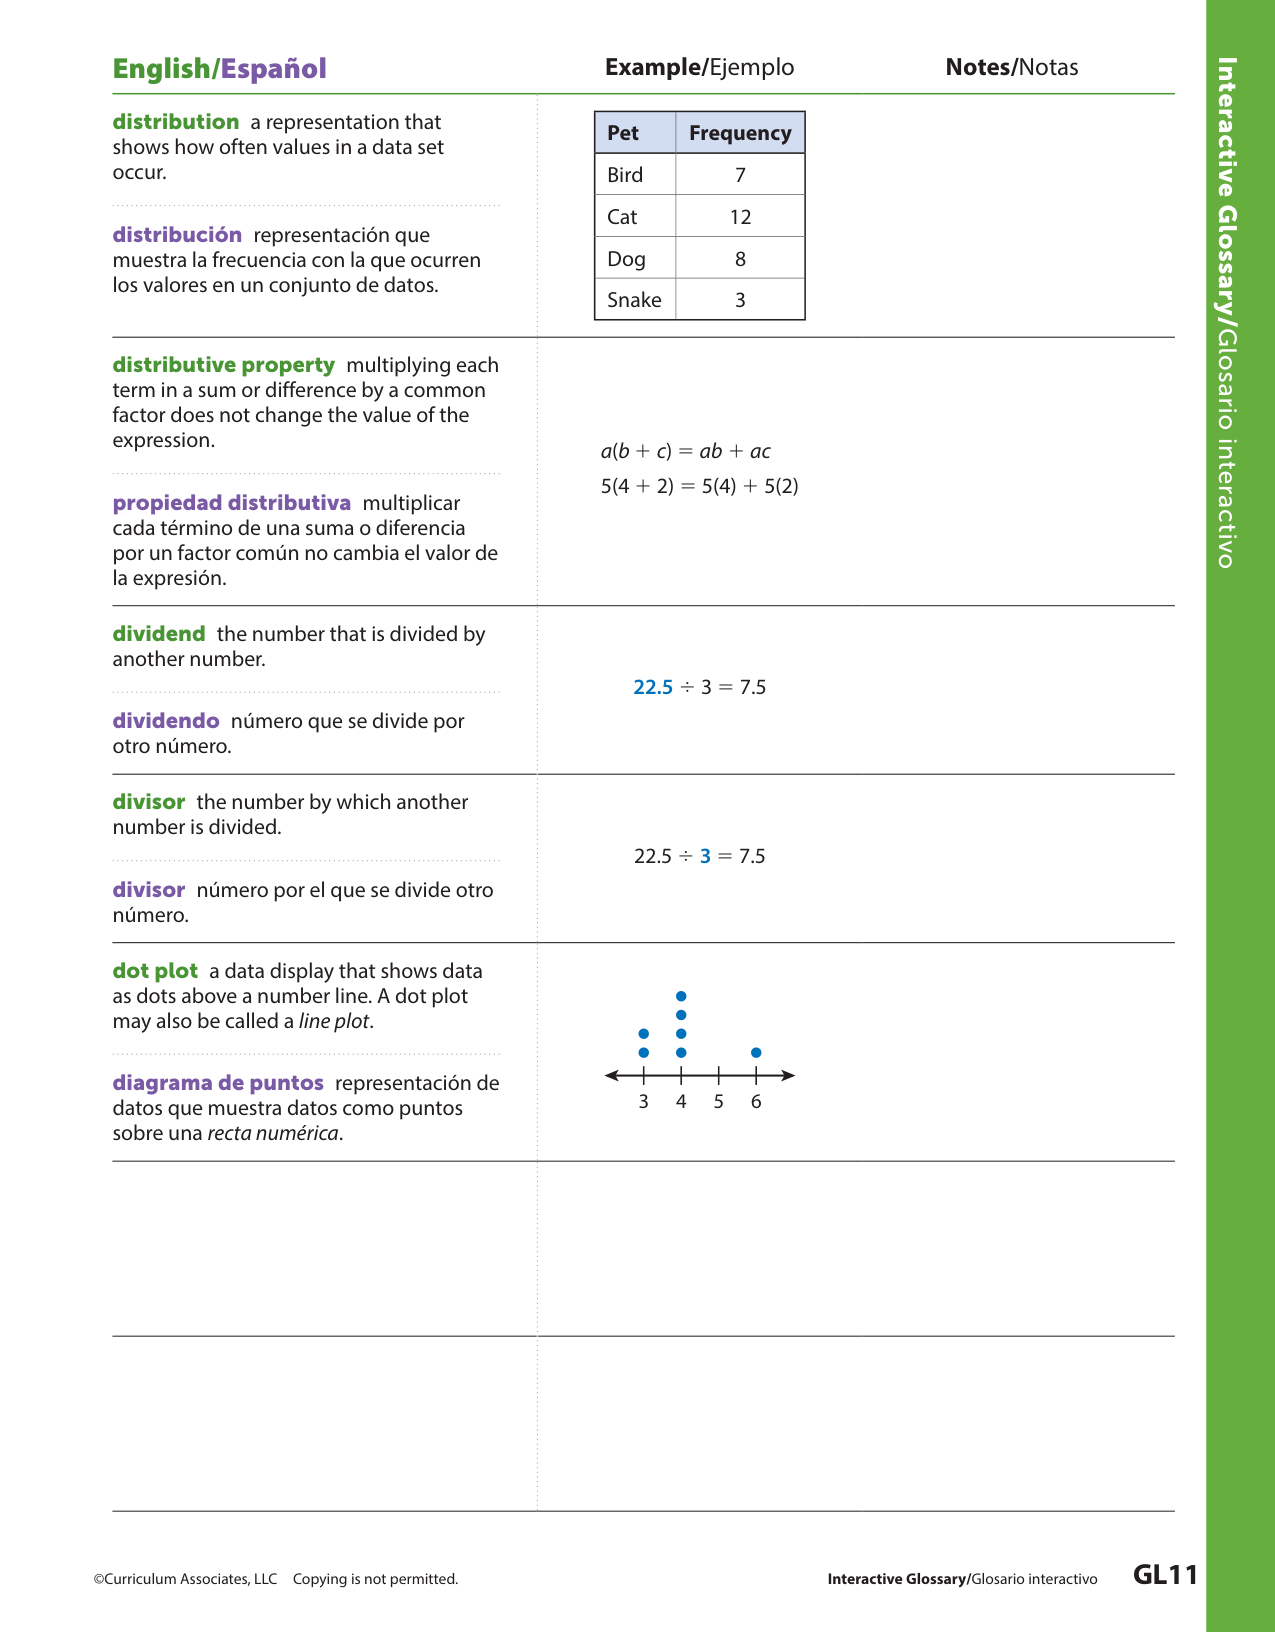 English/Español
Example/Ejemplo
Notes/Notas
distribution a representation that
shows how often values in a data set
occur.
distribución representación que
muestra la frecuencia con la que ocurren
los valores en un conjunto de datos.
Pet Frequency
Bird 7
Cat 12
Dog 8
Snake 3
distributive property multiplying each
term in a sum or difference by a common
factor does not change the value of the
expression.
propiedad distributiva multiplicar
cada término de una suma o diferencia
por un factor común no cambia el valor de
la expresión.
a(b + c) = ab + ac
5(4 + 2) = 5(4) + 5(2)
dividend the number that is divided by
another number.
dividendo número que se divide por
otro número.
22.5 ÷ 3 = 7.5
divisor the number by which another
number is divided.
divisor número por el que se divide otro
número.
22.5 ÷ 3 = 7.5
dot plot a data display that shows data
as dots above a number line. A dot plot
may also be called a line plot.
diagrama de puntos representación de
datos que muestra datos como puntos
sobre una recta numérica.
3 4 5 6
©Curriculum Associates, LLC Copying is not permitted.
Interactive Glossary/Glosario interactivo
GL11
Interactive Glossary/Glosario interactivo